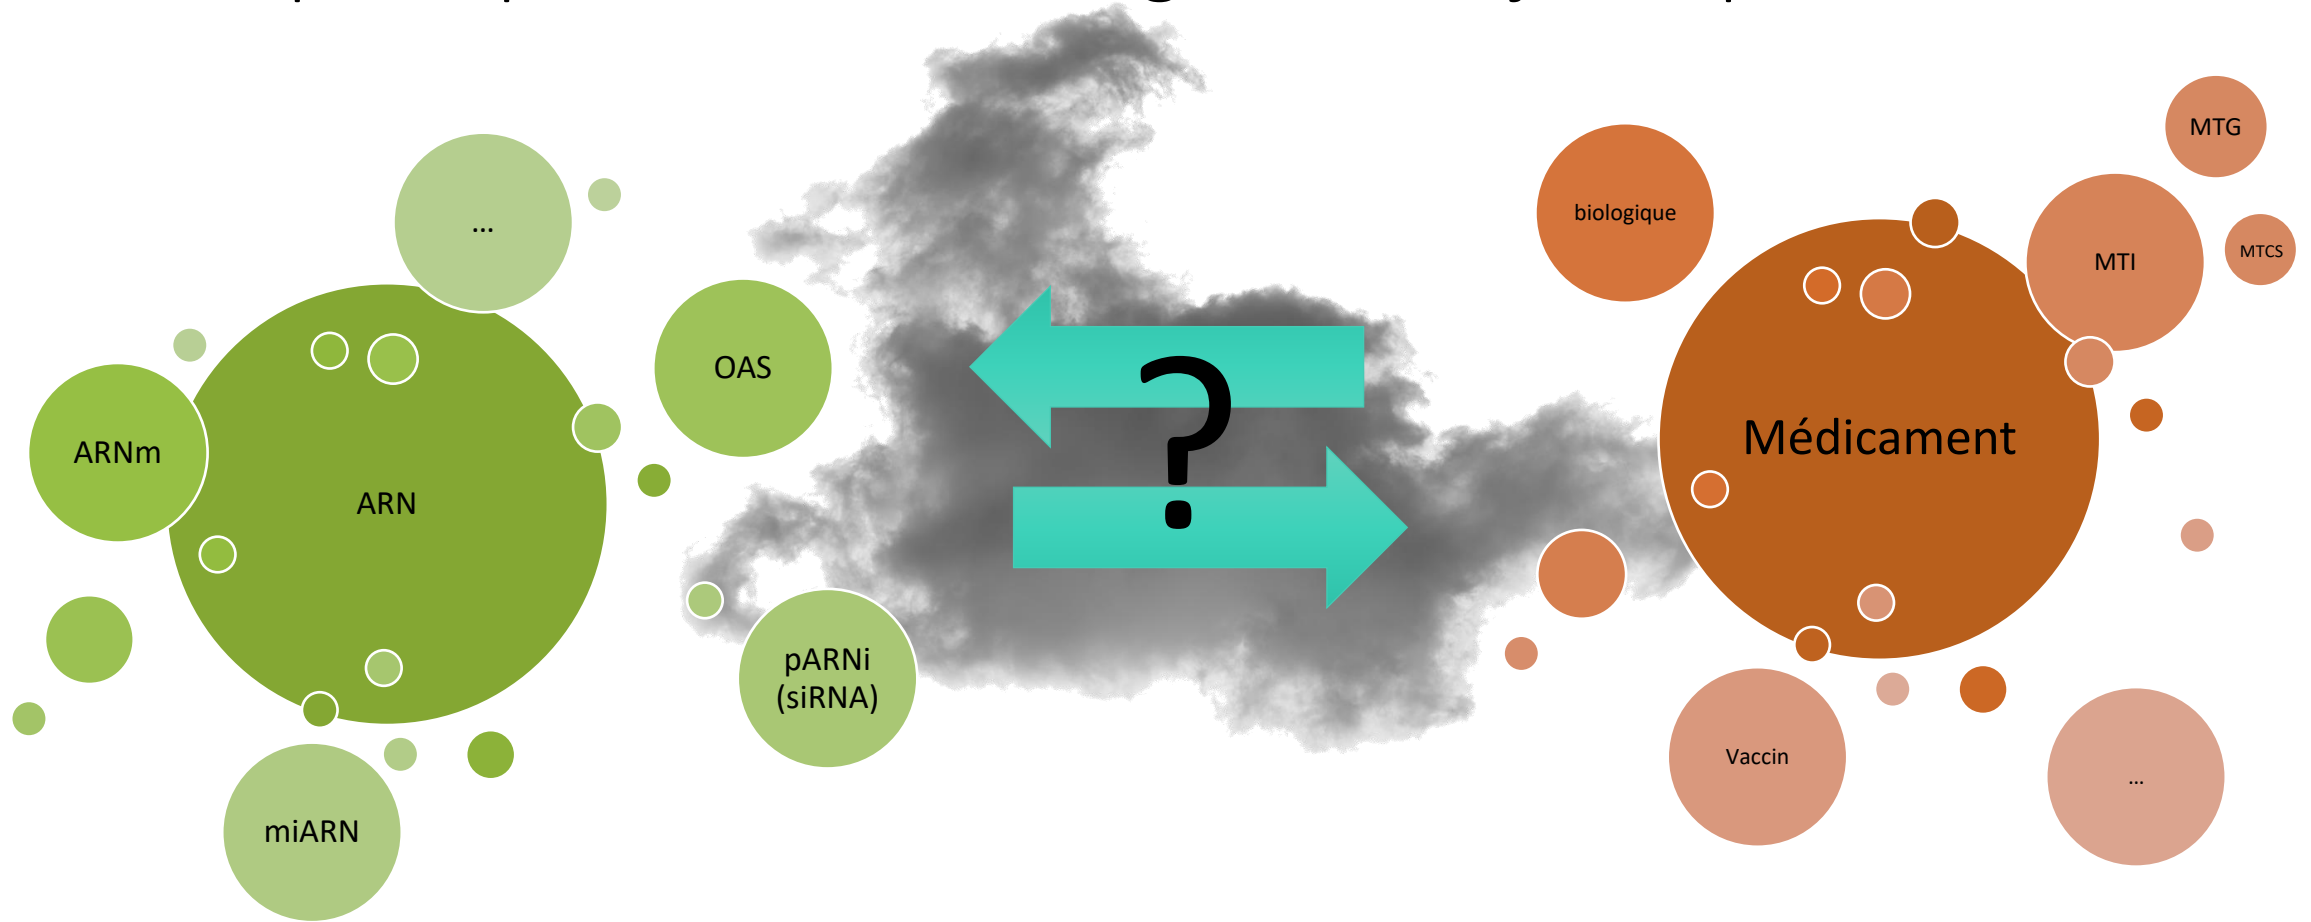 ...
ARNm
ARN
OAS
pARNi
(siRNA)
miARN
?
biologique
MTG
MTI
MTCS
Médicament
Vaccin
...